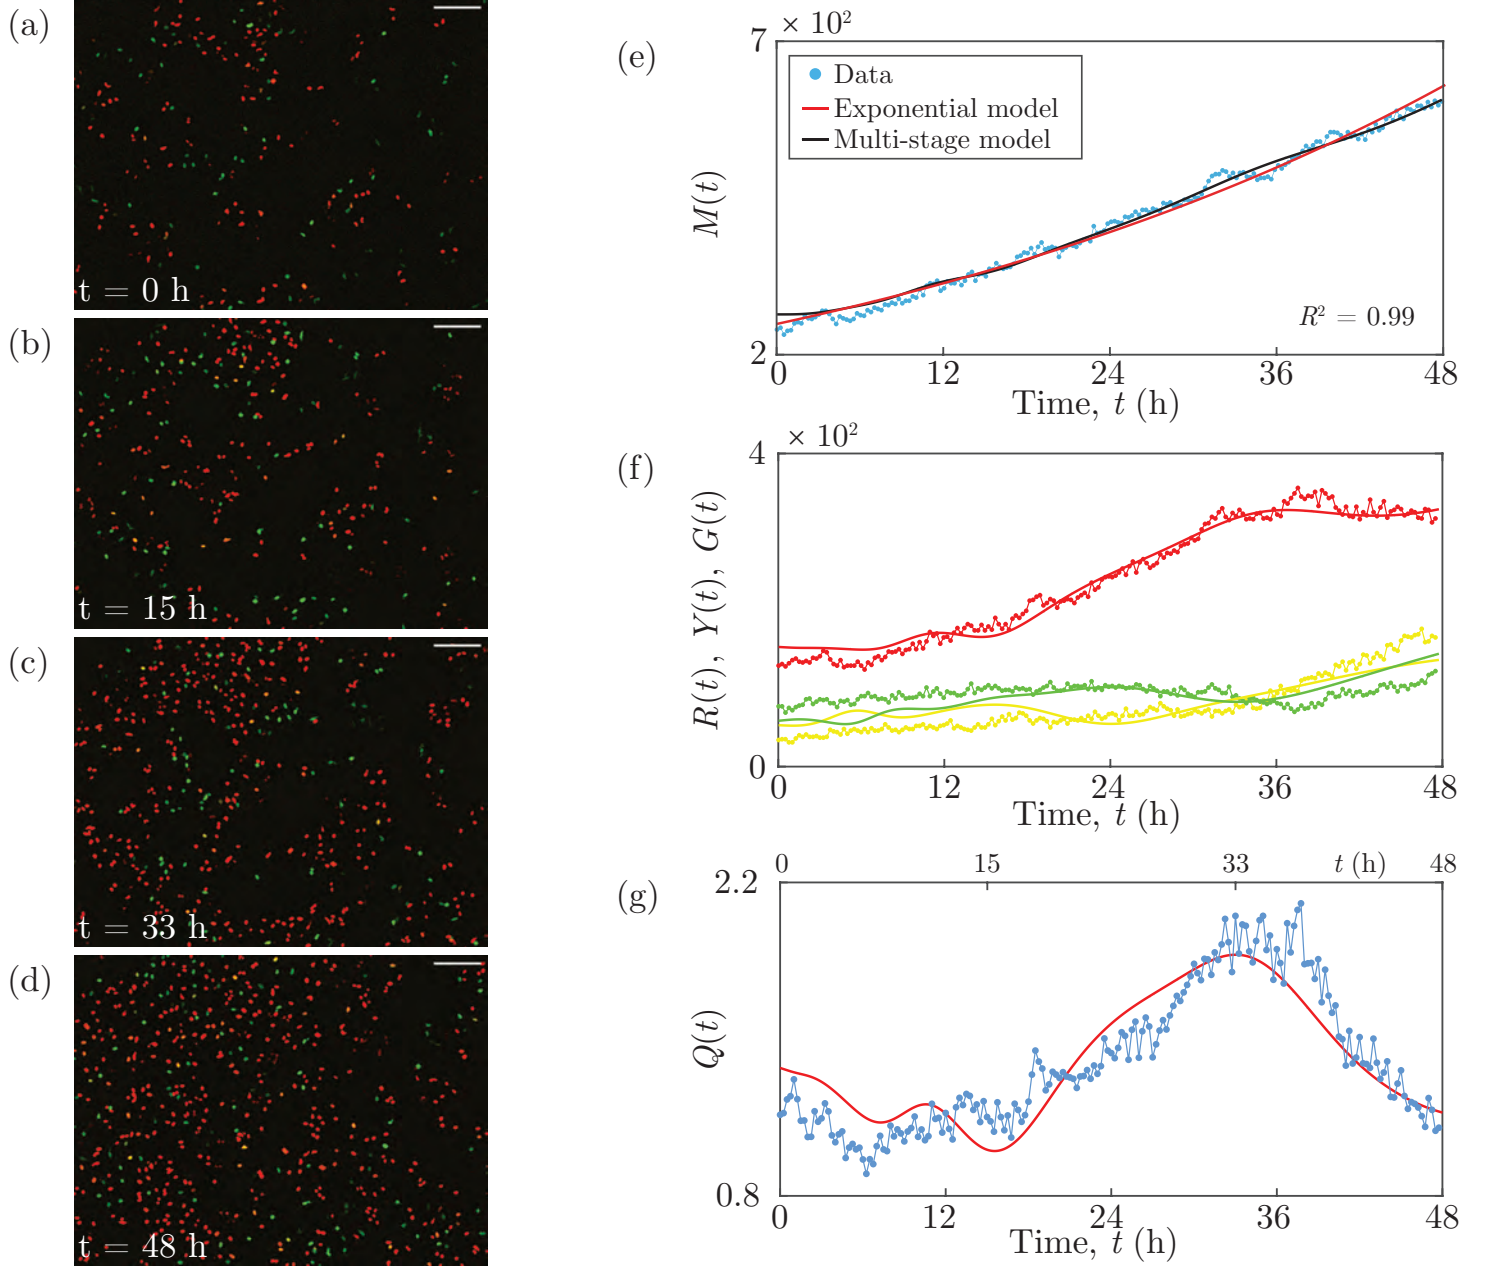 (a)
t = 0 h
(b)
t = 15 h
(c)
t = 33 h
(d)
t = 48 h
(e)
7 × 10²
Data
Exponential model
Multi-stage model
M(t)
R² = 0.99
2
0 12 24 36 48
Time, t (h)
(f)
4 × 10²
R(t), Y(t), G(t)
0
0 12 24 36 48
Time, t (h)
(g)
0 15 33 t (h) 48
2.2
Q(t)
0.8
0 12 24 36 48
Time, t (h)